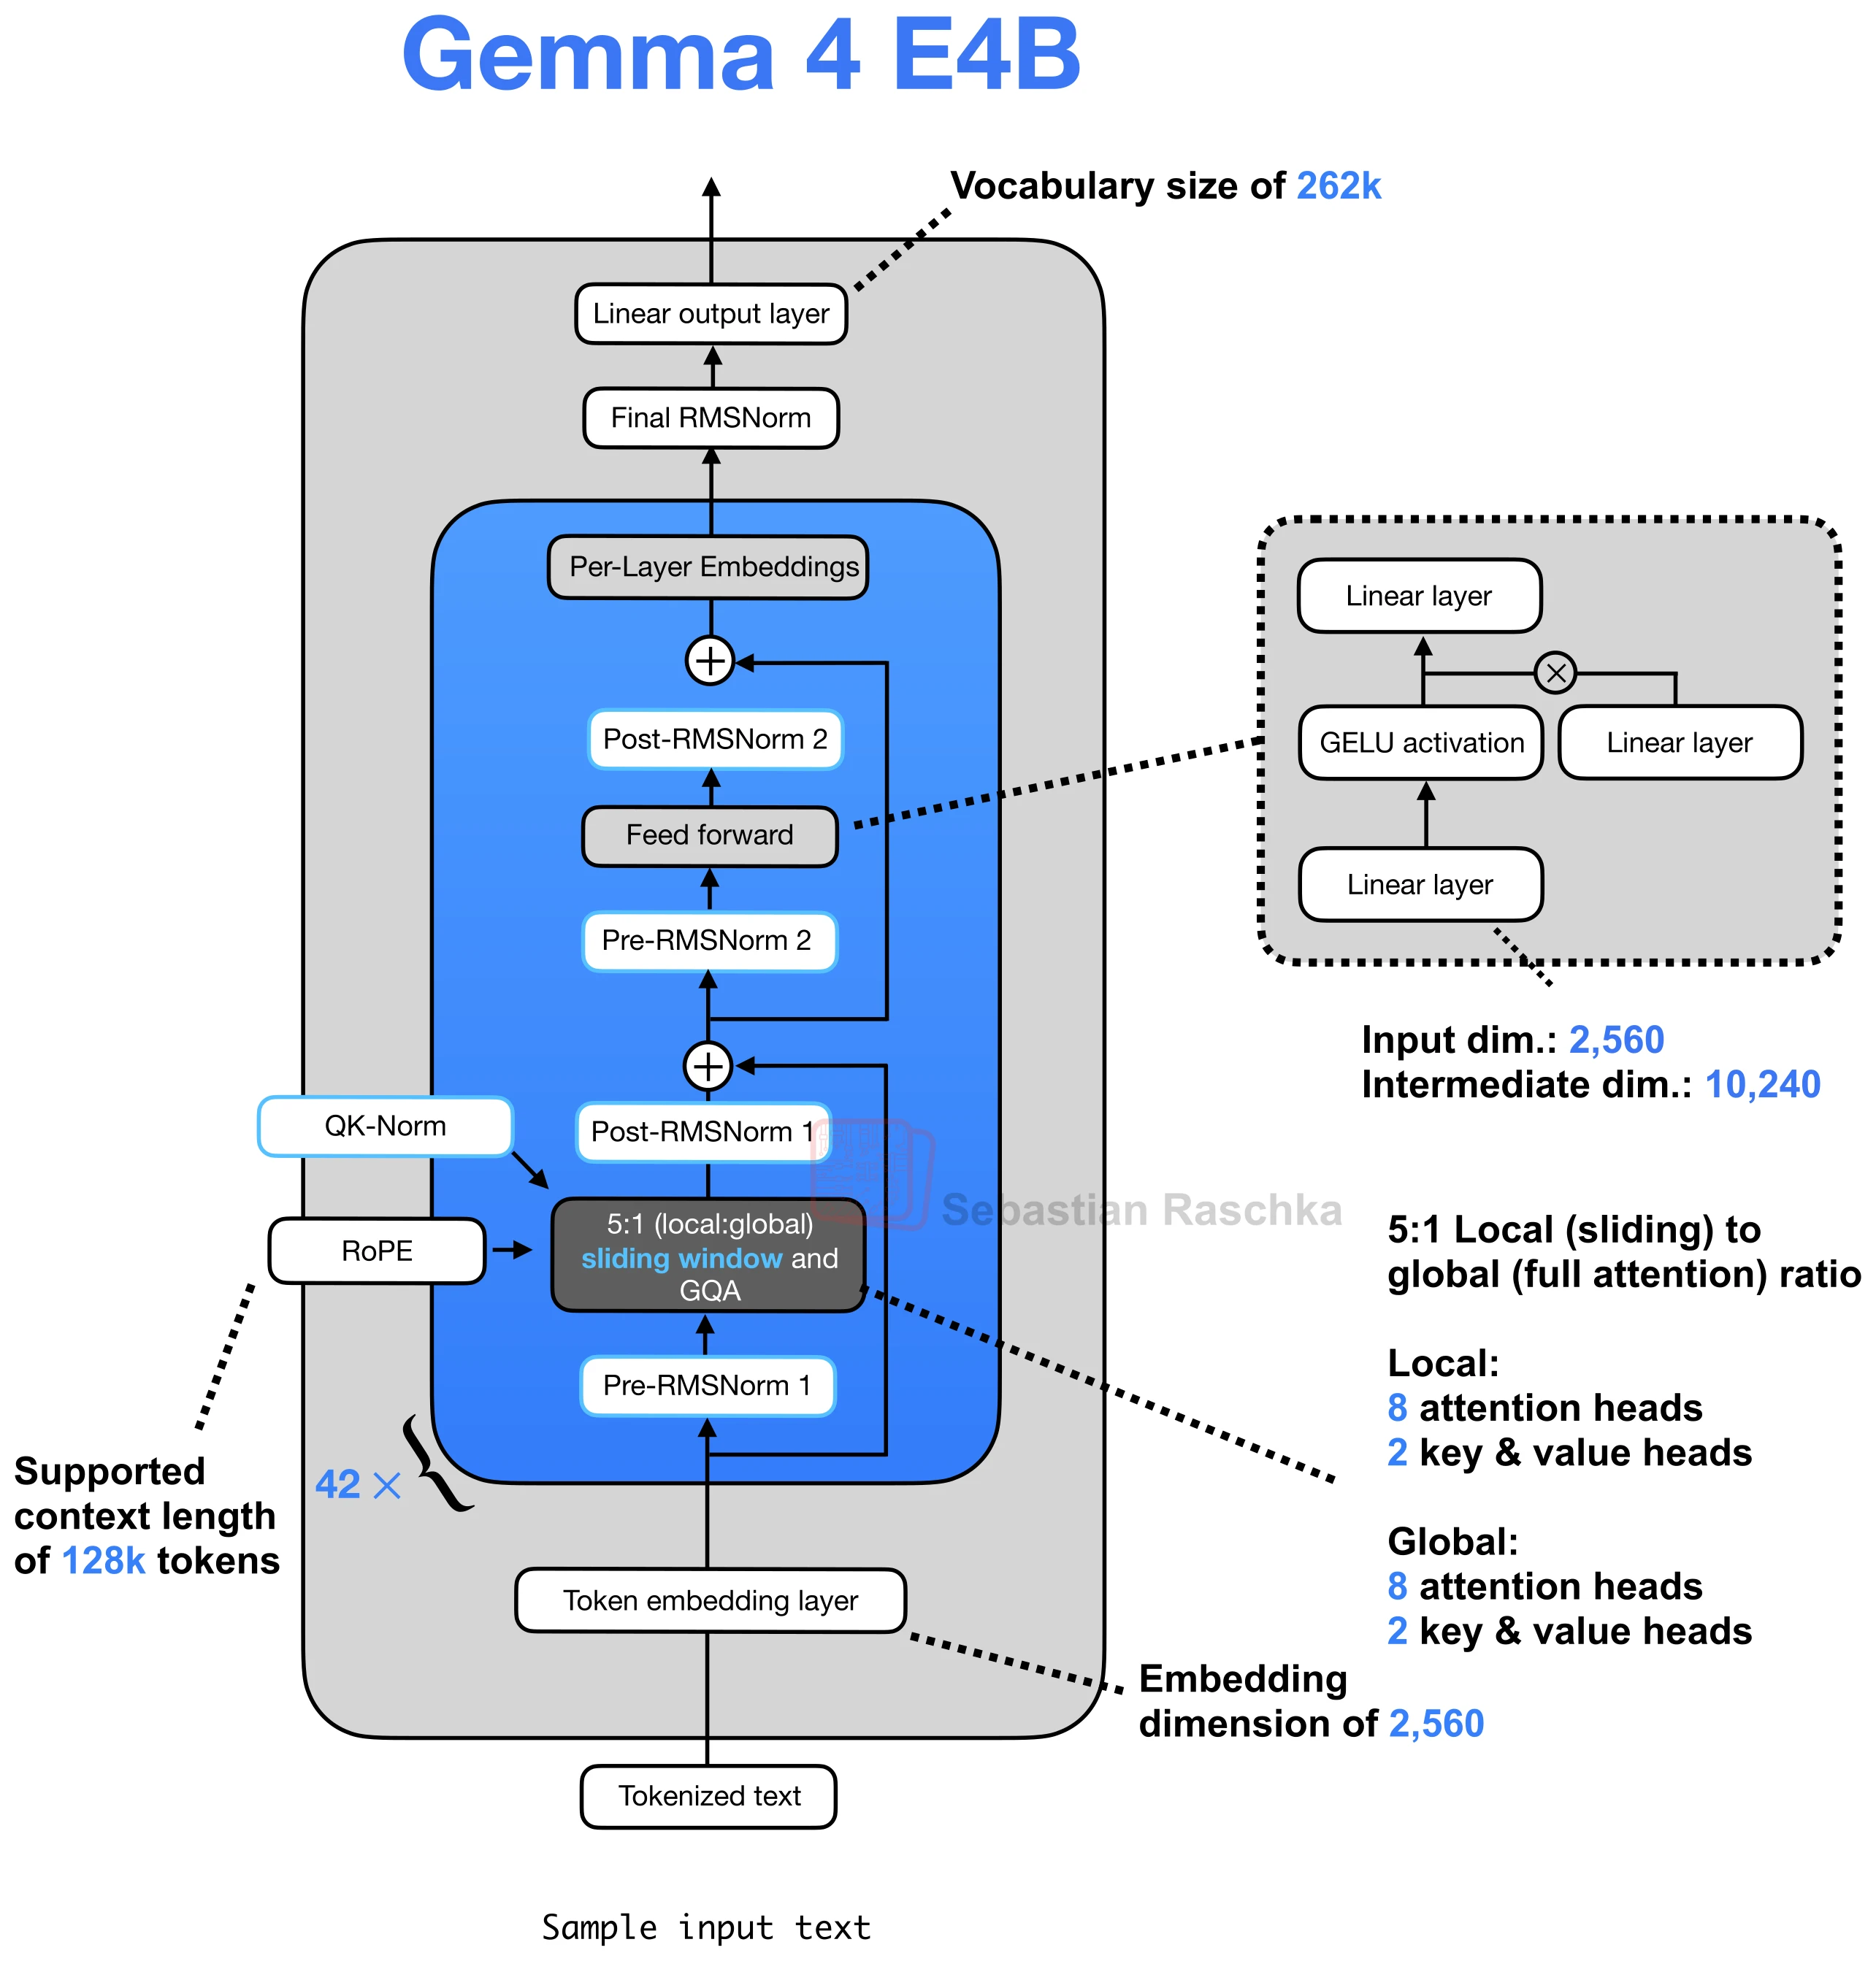 Gemma 4 E4B
Vocabulary size of 262k
Linear output layer
Final RMSNorm
Per-Layer Embeddings
Post-RMSNorm 2
Feed forward
Pre-RMSNorm 2
Linear layer
GELU activation
Linear layer
Linear layer
Input dim.: 2,560
Intermediate dim.: 10,240
QK-Norm
Post-RMSNorm 1
Sebastian Raschka
RoPE
5:1 (local:global)
sliding window and
GQA
Pre-RMSNorm 1
5:1 Local (sliding) to
global (full attention) ratio
Local:
8 attention heads
2 key & value heads
Global:
8 attention heads
2 key & value heads
Supported
context length
of 128k tokens
42 ×
Token embedding layer
Embedding
dimension of 2,560
Tokenized text
Sample input text